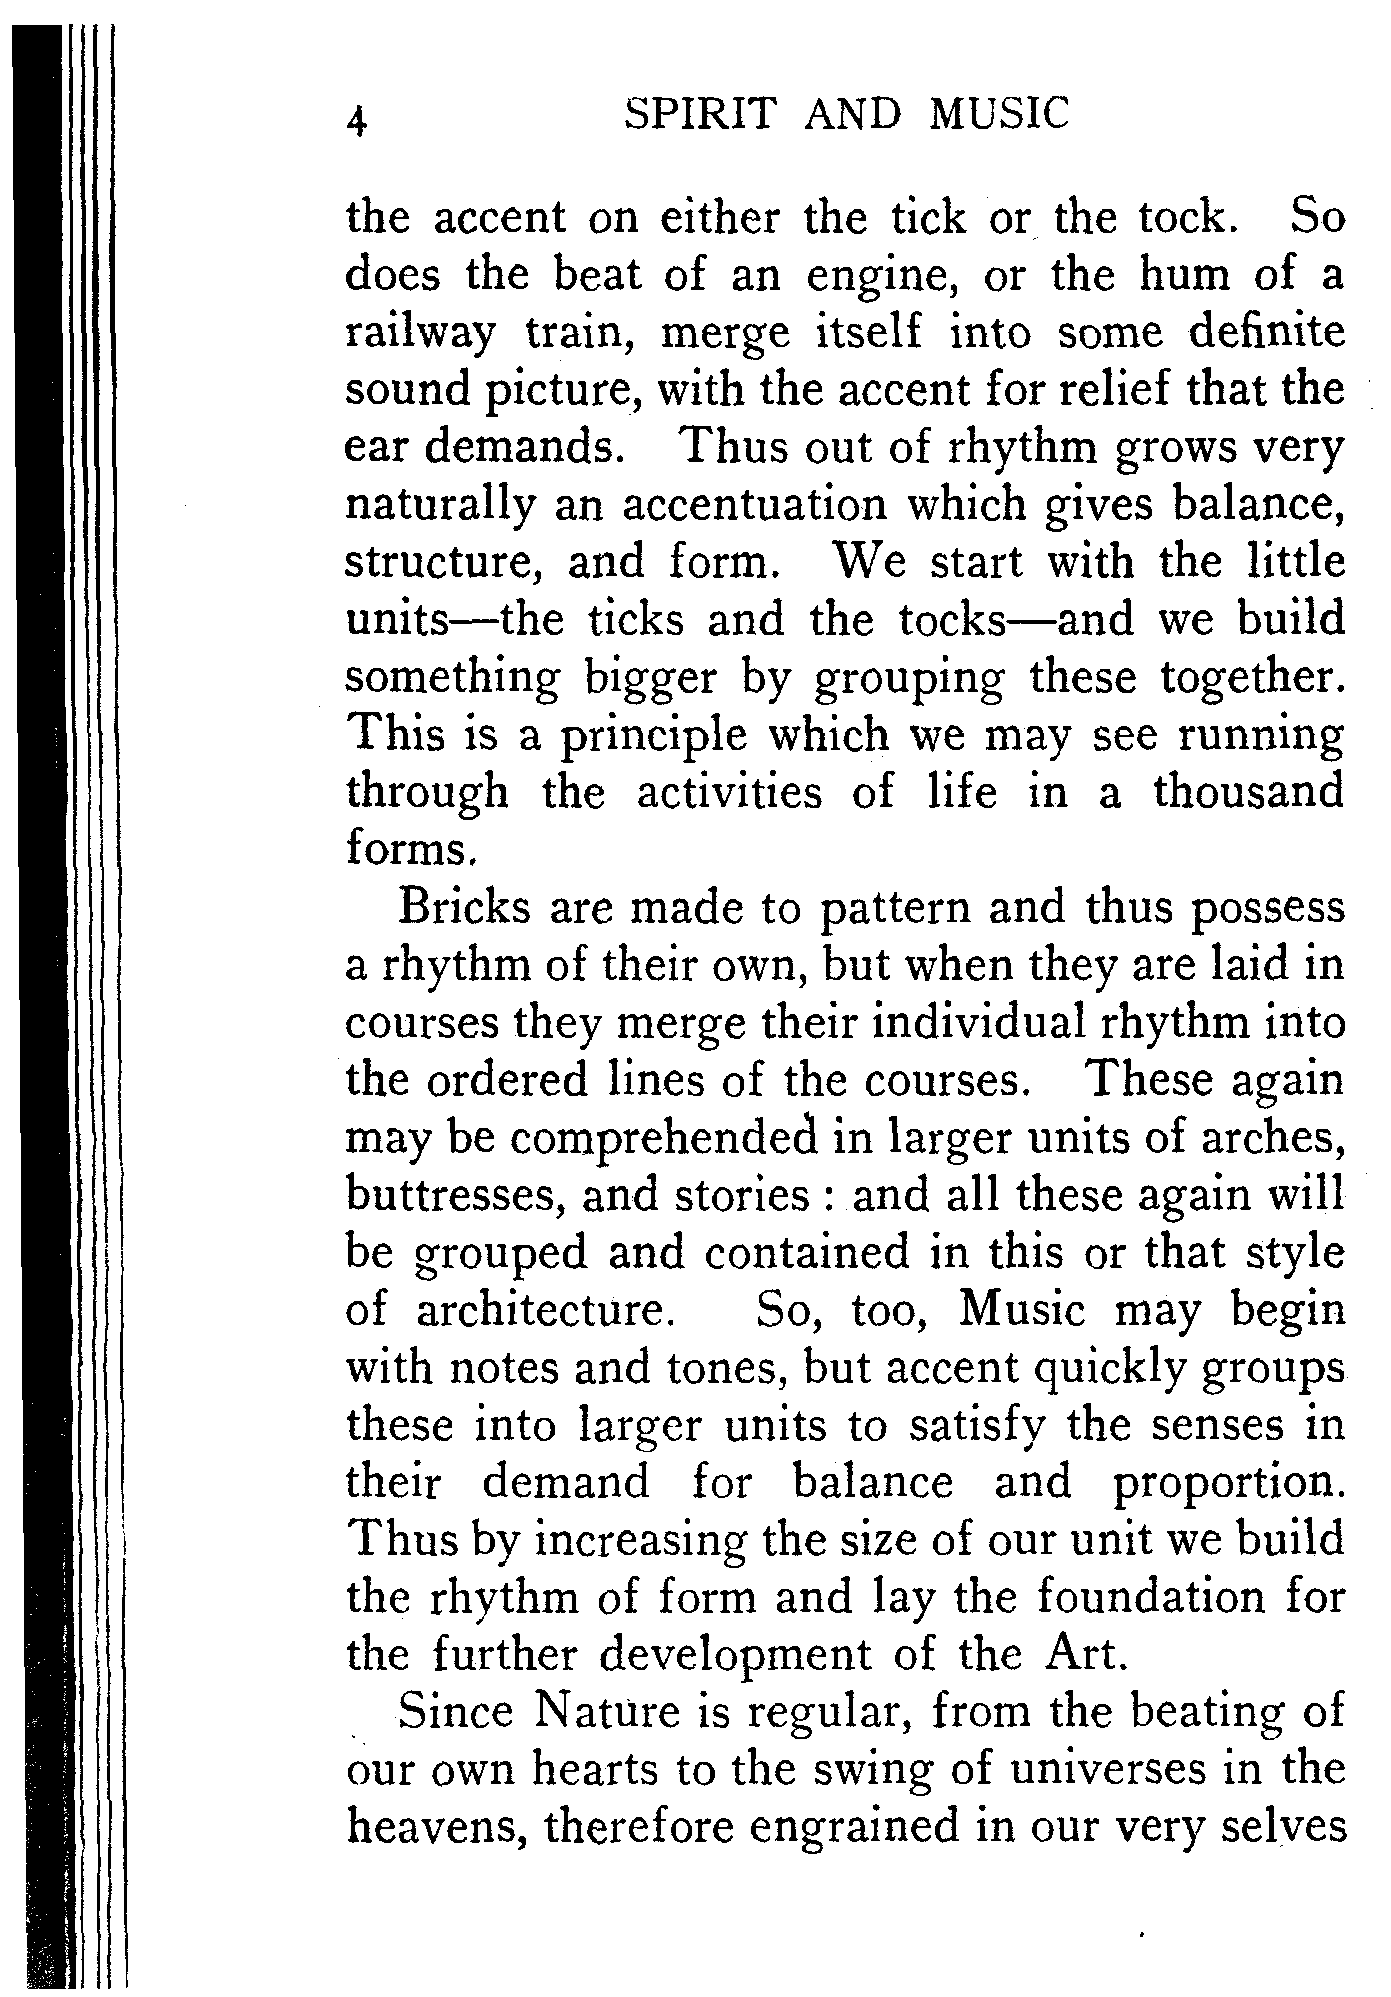 4 SPIRIT AND MUSIC
the accent on either the tick or the tock. So
does the beat of an engine, or the hum of a
railway train, merge itself into some definite
sound picture, with the accent for relief that the
ear demands. Thus out of rhythm grows very
naturally an accentuation which gives balance,
structure, and form. We start with the little
units—the ticks and the tocks—and we build
something bigger by grouping these together.
This is a principle which we may see running
through the activities of life in a thousand
forms.
Bricks are made to pattern and thus possess
a rhythm of their own, but when they are laid in
courses they merge their individual rhythm into
the ordered lines of the courses. These again
may be comprehended in larger units of arches,
buttresses, and stories : and all these again will
be grouped and contained in this or that style
of architecture. So, too, Music may begin
with notes and tones, but accent quickly groups
these into larger units to satisfy the senses in
their demand for balance and proportion.
Thus by increasing the size of our unit we build
the rhythm of form and lay the foundation for
the further development of the Art.
Since Nature is regular, from the beating of
our own hearts to the swing of universes in the
heavens, therefore engrained in our very selves